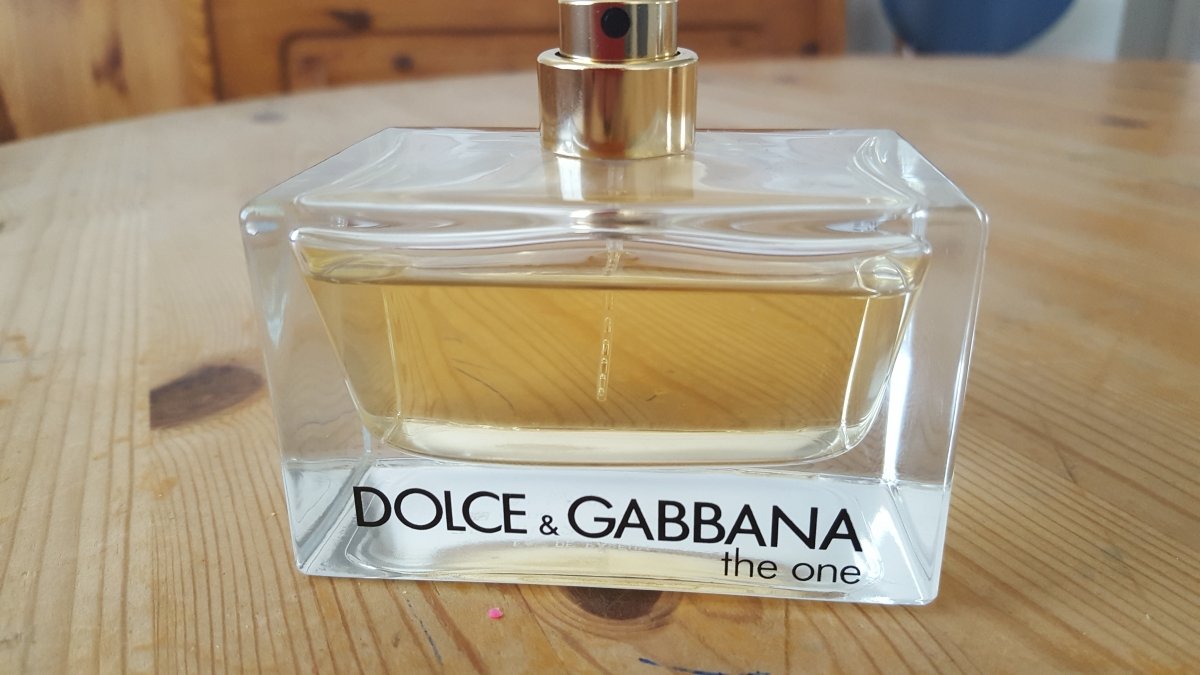 DOLCE & GABBANA
the one